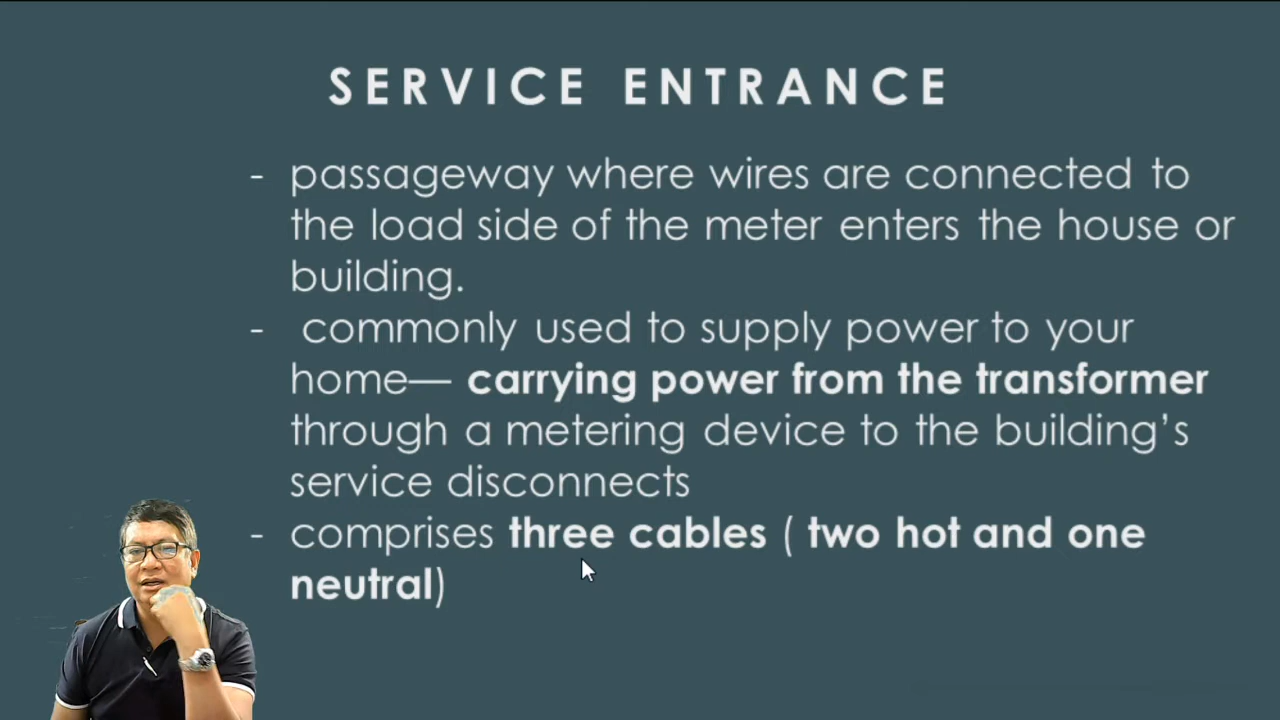 SERVICE ENTRANCE
- passageway where wires are connected to
the load side of the meter enters the house or
building.
- commonly used to supply power to your
home— carrying power from the transformer
through a metering device to the building's
service disconnects
- comprises three cables ( two hot and one
neutral)